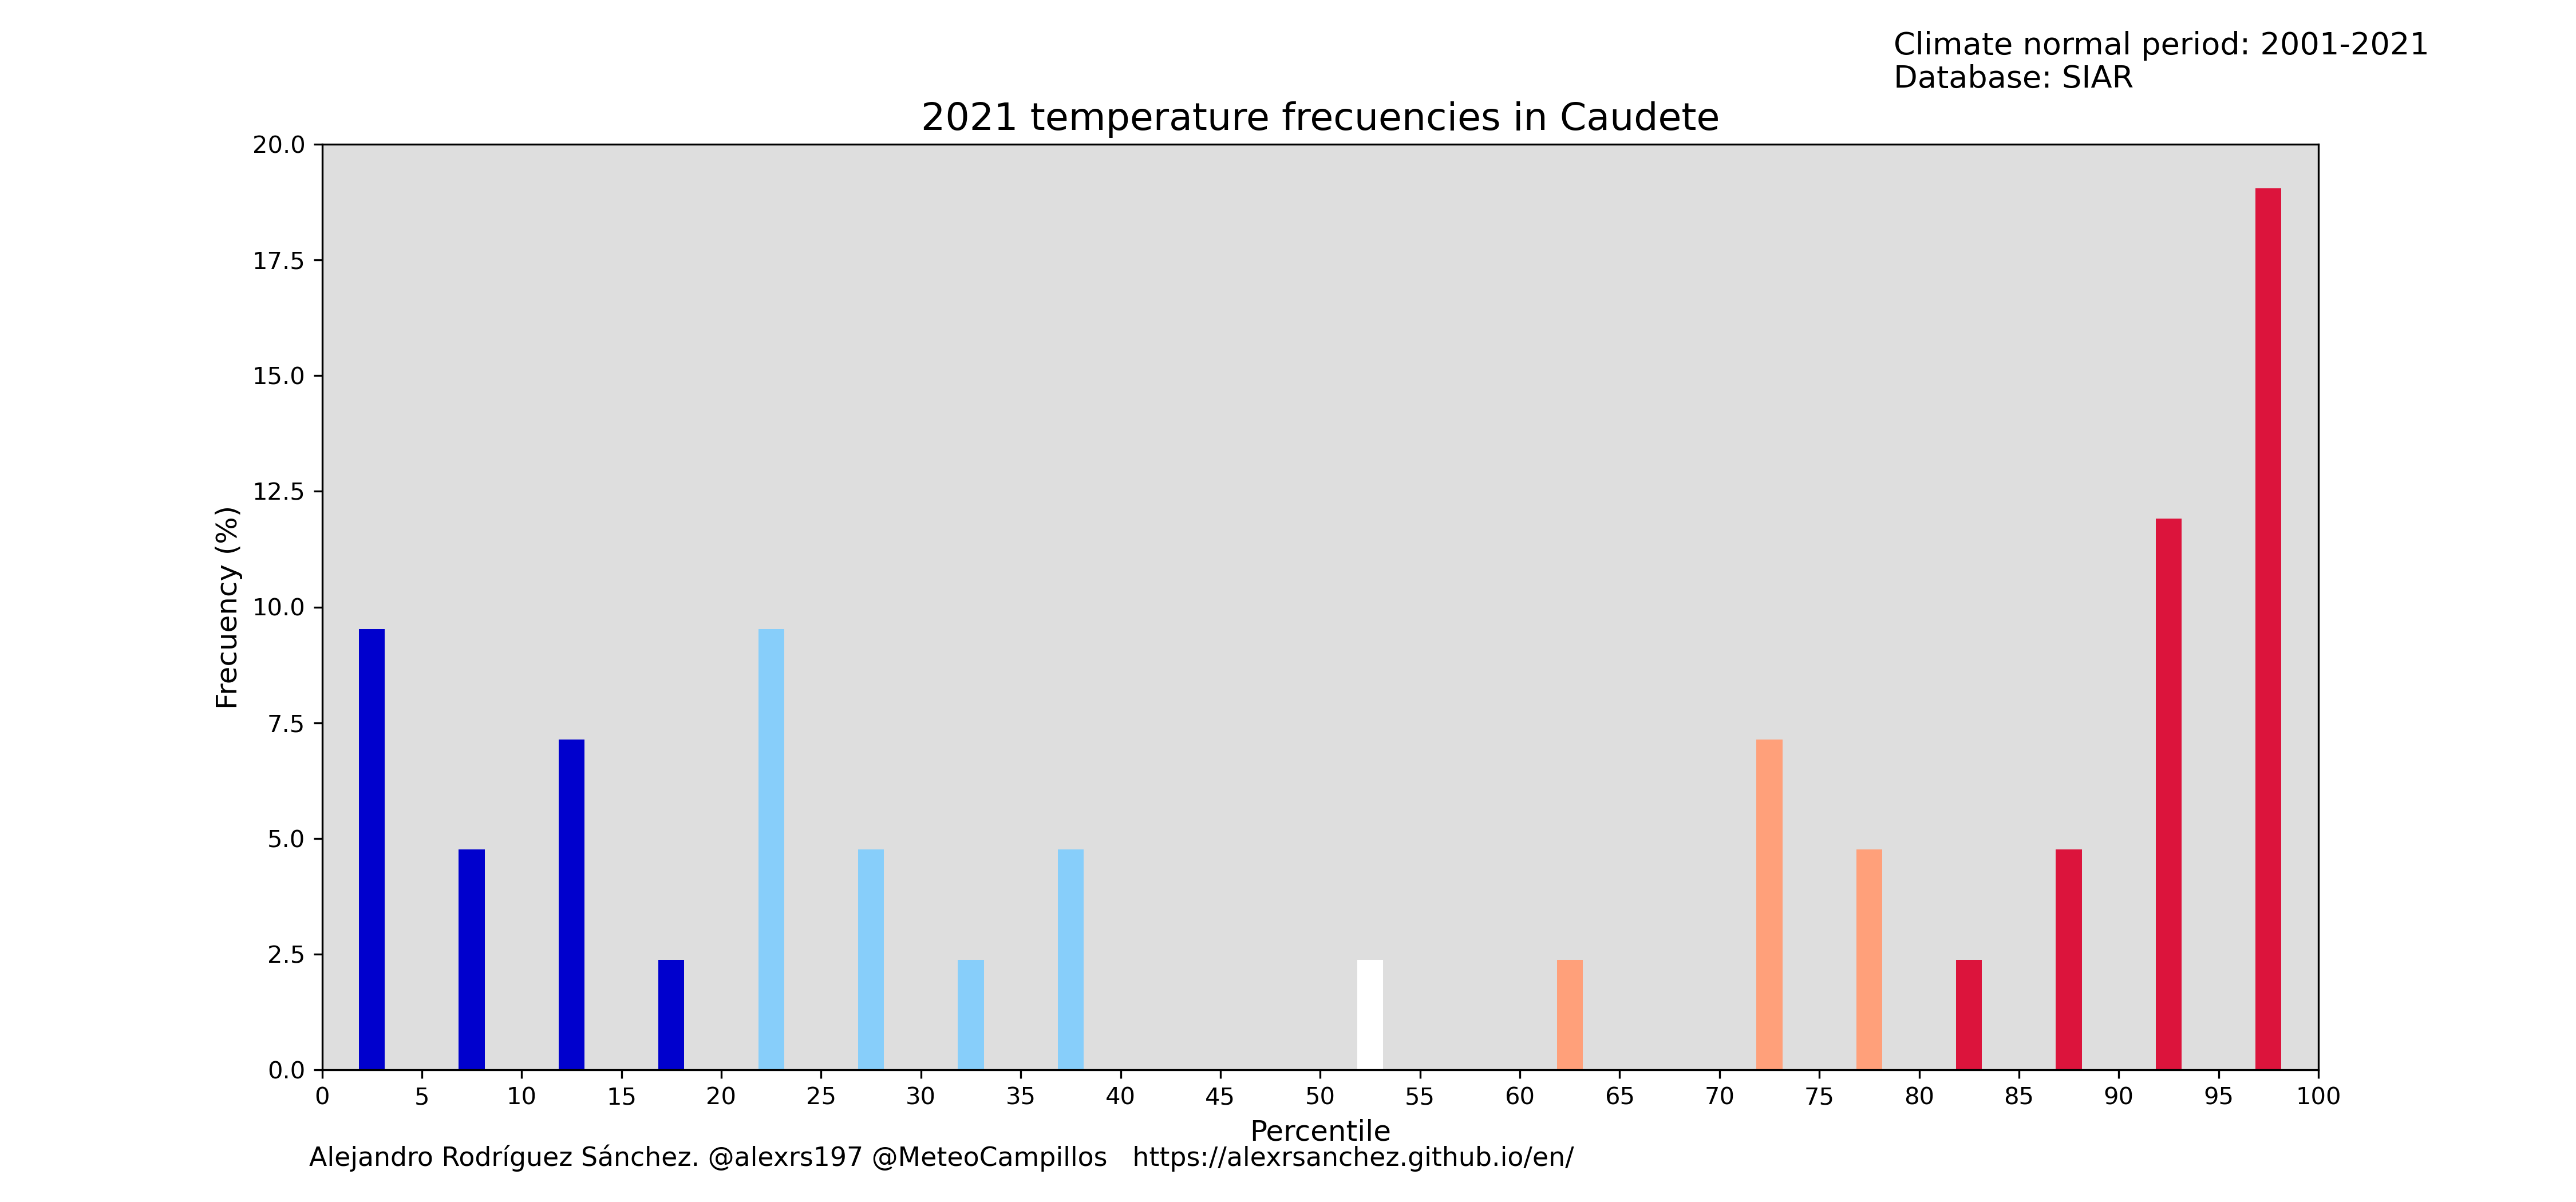 Climate normal period: 2001-2021
Database: SIAR
2021 temperature frecuencies in Caudete
20.0
17.5
15.0
12.5
10.0
7.5
5.0
2.5
0.0
Frecuency (%)
0 5 10 15 20 25 30 35 40 45 50 55 60 65 70 75 80 85 90 95 100
Percentile
Alejandro Rodríguez Sánchez. @alexrs197 @MeteoCampillos https://alexrsanchez.github.io/en/